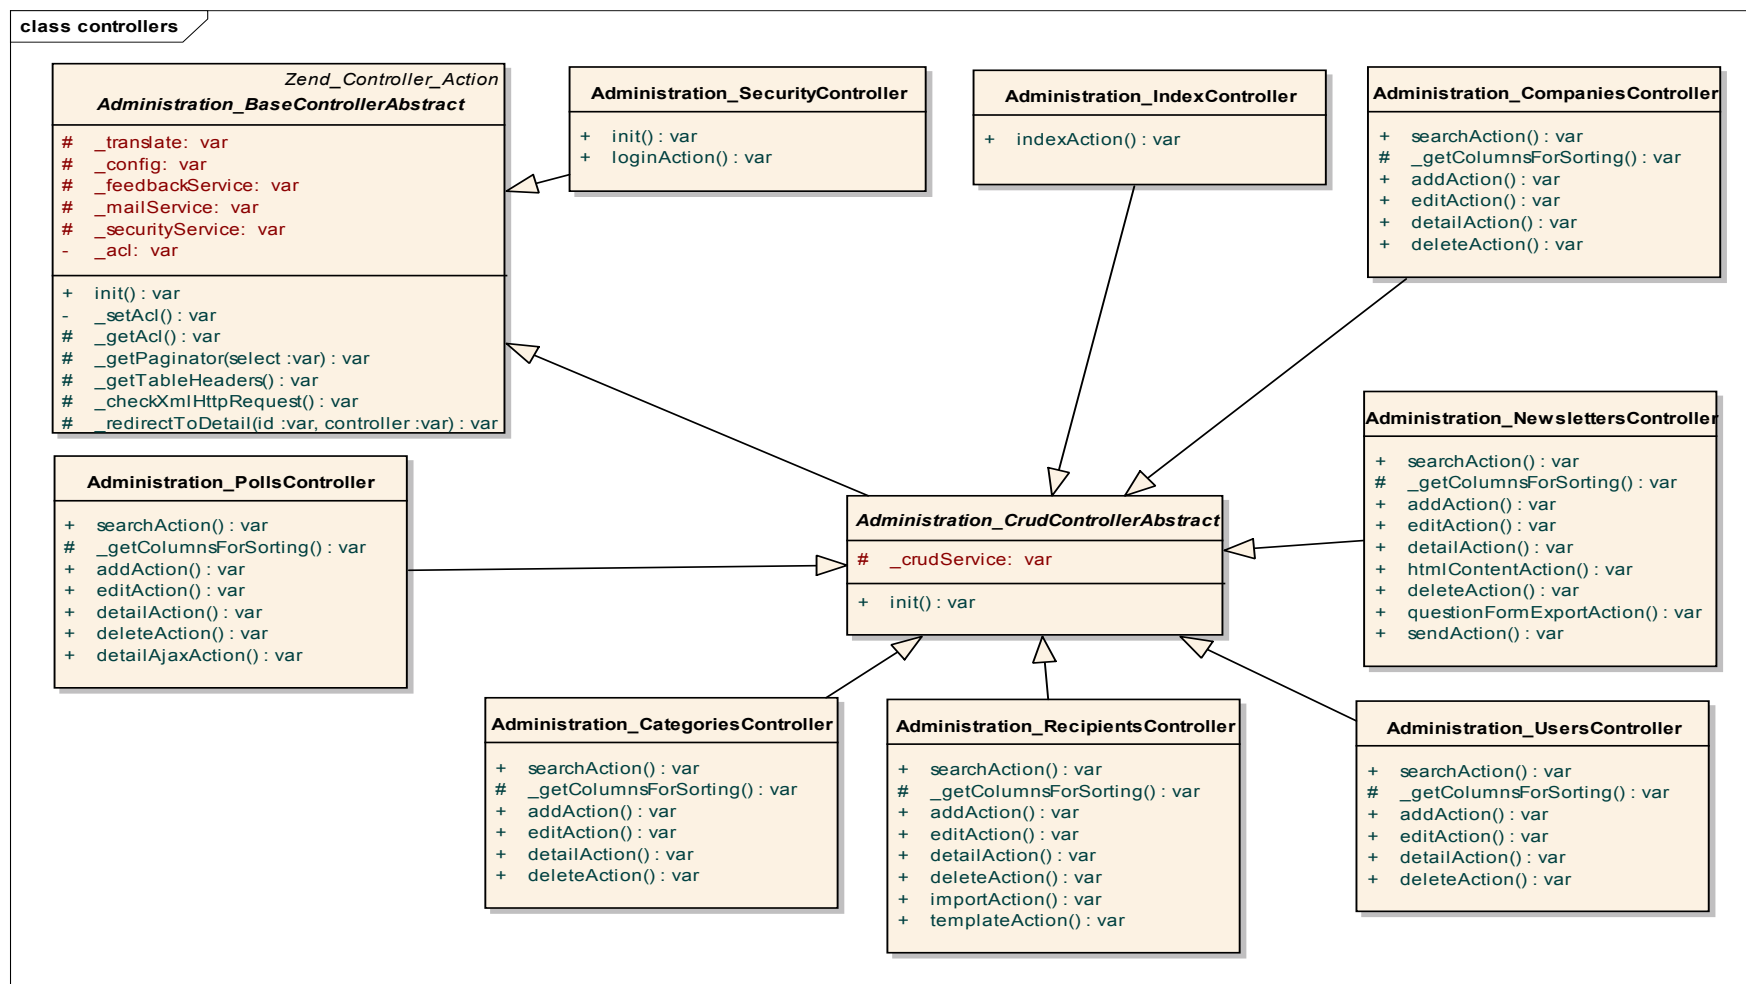 class controllers
Zend_Controller_Action
Administration_BaseControllerAbstract
# _translate: var
# _config: var
# _feedbackService: var
# _mailService: var
# _securityService: var
- _acl: var
+ init() : var
- _setAcl() : var
# _getAcl() : var
# _getPaginator(select :var) : var
# _getTableHeaders() : var
# _checkXmlHttpRequest() : var
# _redirectToDetail(id :var, controller :var) : var
Administration_SecurityController
+ init() : var
+ loginAction() : var
Administration_IndexController
+ indexAction() : var
Administration_CompaniesController
+ searchAction() : var
# _getColumnsForSorting() : var
+ addAction() : var
+ editAction() : var
+ detailAction() : var
+ deleteAction() : var
Administration_NewslettersController
+ searchAction() : var
# _getColumnsForSorting() : var
+ addAction() : var
+ editAction() : var
+ detailAction() : var
+ htmlContentAction() : var
+ deleteAction() : var
+ questionFormExportAction() : var
+ sendAction() : var
Administration_PollsController
+ searchAction() : var
# _getColumnsForSorting() : var
+ addAction() : var
+ editAction() : var
+ detailAction() : var
+ deleteAction() : var
+ detailAjaxAction() : var
Administration_CrudControllerAbstract
# _crudService: var
+ init() : var
Administration_CategoriesController
+ searchAction() : var
# _getColumnsForSorting() : var
+ addAction() : var
+ editAction() : var
+ detailAction() : var
+ deleteAction() : var
Administration_RecipientsController
+ searchAction() : var
# _getColumnsForSorting() : var
+ addAction() : var
+ editAction() : var
+ detailAction() : var
+ deleteAction() : var
+ importAction() : var
+ templateAction() : var
Administration_UsersController
+ searchAction() : var
# _getColumnsForSorting() : var
+ addAction() : var
+ editAction() : var
+ detailAction() : var
+ deleteAction() : var